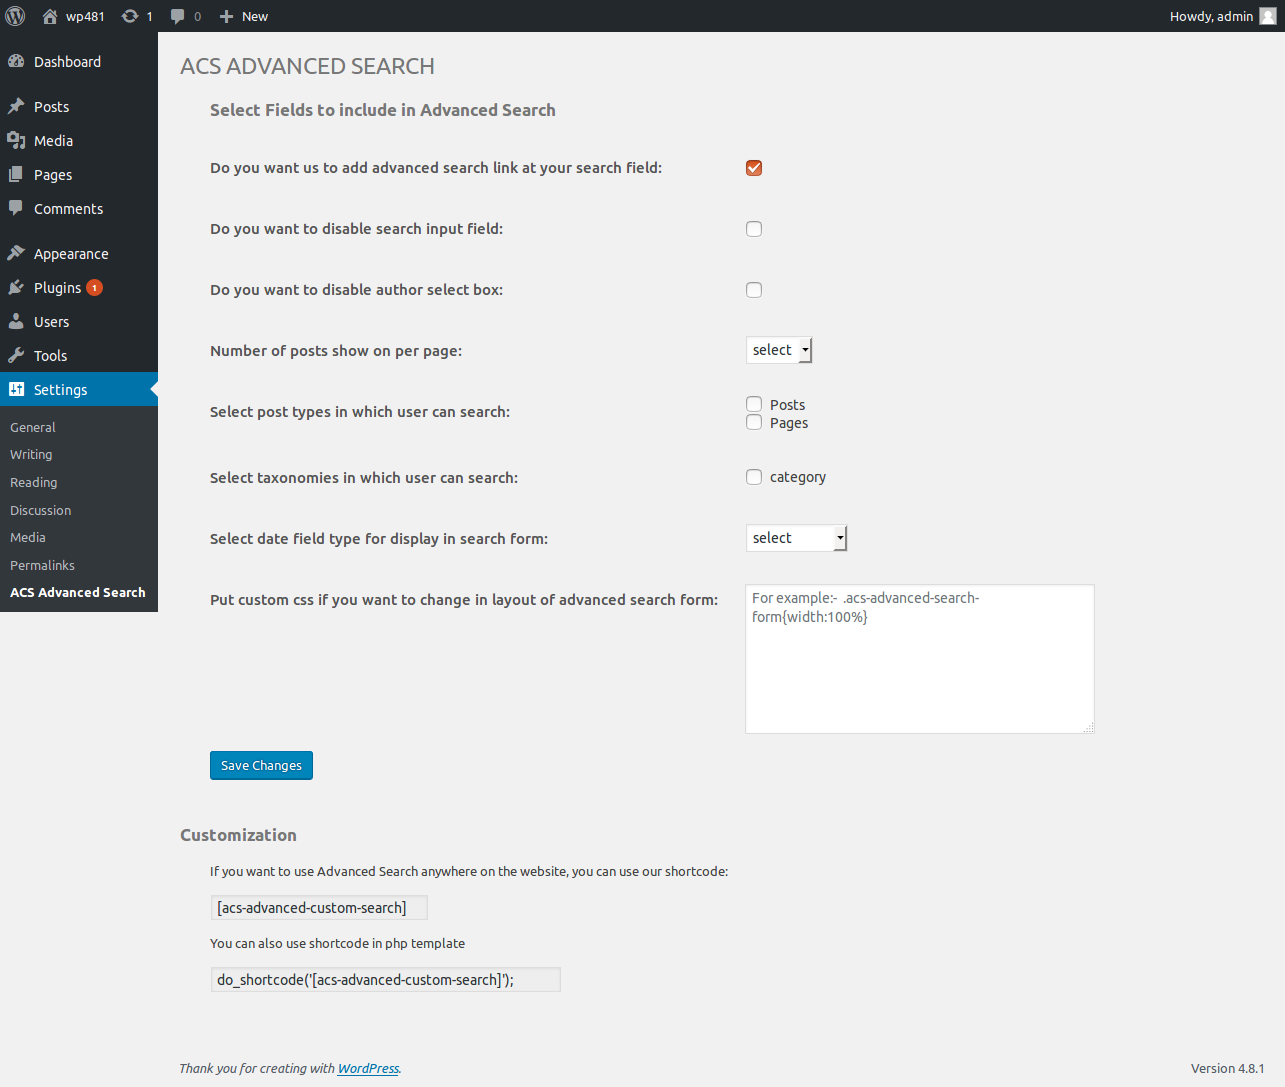 wp481
1
0
New
Howdy, admin
Dashboard
Posts
Media
Pages
Comments
Appearance
Plugins 1
Users
Tools
Settings
General
Writing
Reading
Discussion
Media
Permalinks
ACS Advanced Search
ACS ADVANCED SEARCH
Select Fields to include in Advanced Search
Do you want us to add advanced search link at your search field:
Do you want to disable search input field:
Do you want to disable author select box:
Number of posts show on per page: select
Select post types in which user can search: Posts
Pages
Select taxonomies in which user can search: category
Select date field type for display in search form: select
Put custom css if you want to change in layout of advanced search form:
For example:- .acs-advanced-search-
form{width:100%}
Save Changes
Customization
If you want to use Advanced Search anywhere on the website, you can use our shortcode:
[acs-advanced-custom-search]
You can also use shortcode in php template
do_shortcode('[acs-advanced-custom-search]');
Thank you for creating with WordPress.
Version 4.8.1